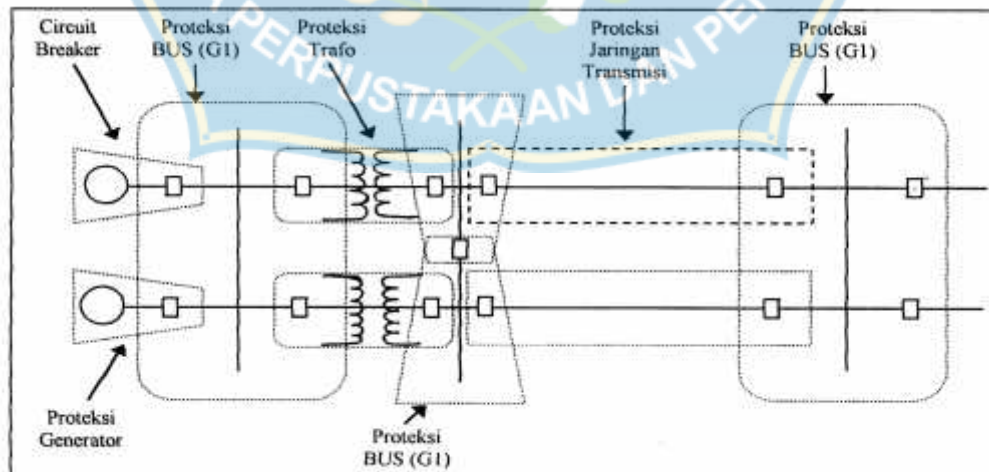 Circuit
Breaker
Proteksi
BUS (G1)
Proteksi
Trafo
Proteksi
Jaringan
Transmisi
Proteksi
BUS (G1)
PERPUSTAKAAN DAN PE
Proteksi
Generator
Proteksi
BUS (G1)